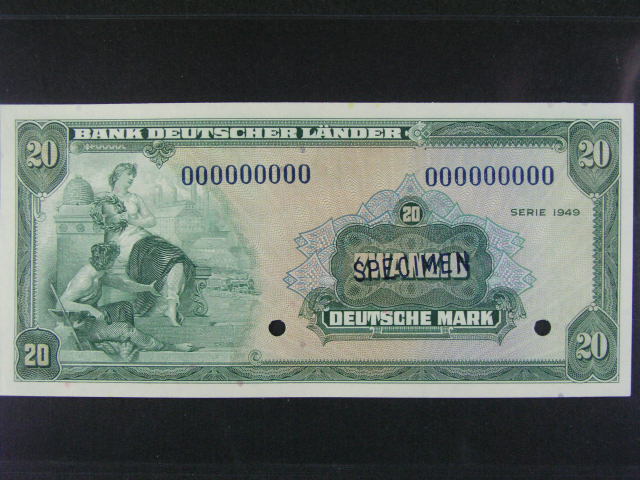 BANK DEUTSCHER LÄNDER
20
20
000000000
000000000
20
SERIE 1949
SPECIMEN
DEUTSCHE MARK
20
20